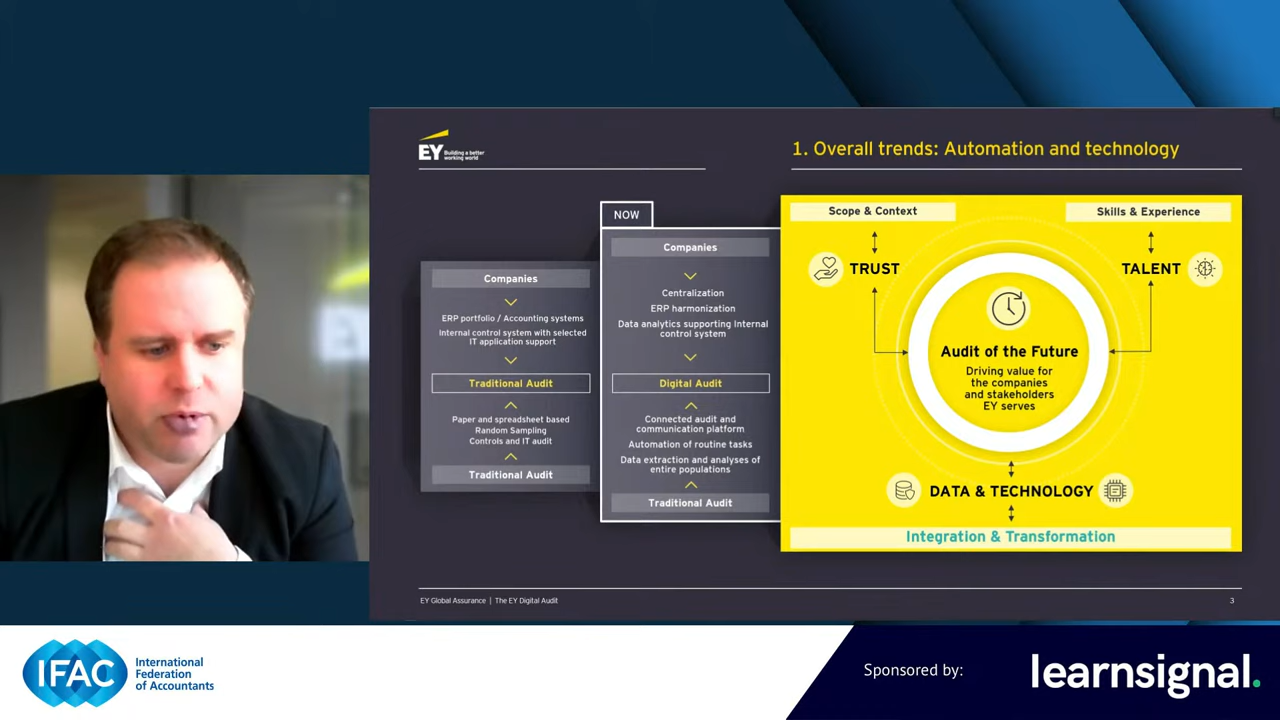 EY
Building a better
working world
1. Overall trends: Automation and technology
Companies
ERP portfolio / Accounting systems
Internal control system with selected
IT application support
Traditional Audit
Paper and spreadsheet based
Random Sampling
Controls and IT audit
Traditional Audit
NOW
Companies
Centralization
ERP harmonization
Data analytics supporting Internal
control system
Digital Audit
Connected audit and
communication platform
Automation of routine tasks
Data extraction and analyses of
entire populations
Traditional Audit
Scope & Context
Skills & Experience
TRUST
TALENT
Audit of the Future
Driving value for
the companies
and stakeholders
EY serves
DATA & TECHNOLOGY
Integration & Transformation
EY Global Assurance | The EY Digital Audit
3
IFAC
International
Federation
of Accountants
Sponsored by:
learnsignal.